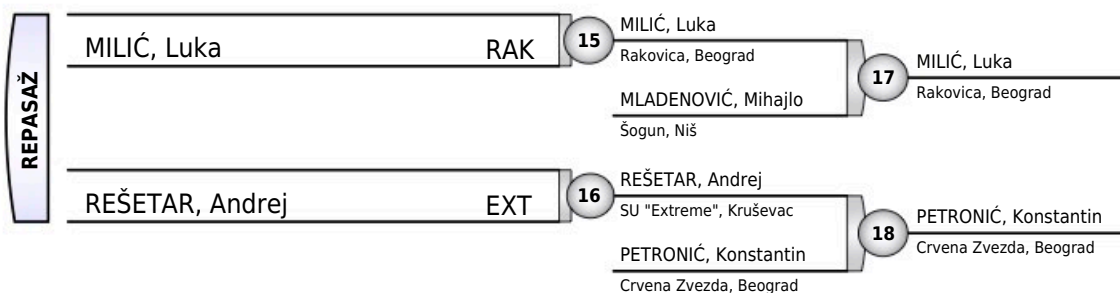 REPASAŽ
MILIĆ, Luka RAK
15
MILIĆ, Luka
Rakovica, Beograd
MLADENOVIĆ, Mihajlo
Šogun, Niš
17
MILIĆ, Luka
Rakovica, Beograd
REŠETAR, Andrej EXT
16
REŠETAR, Andrej
SU "Extreme", Kruševac
PETRONIĆ, Konstantin
Crvena Zvezda, Beograd
18
PETRONIĆ, Konstantin
Crvena Zvezda, Beograd